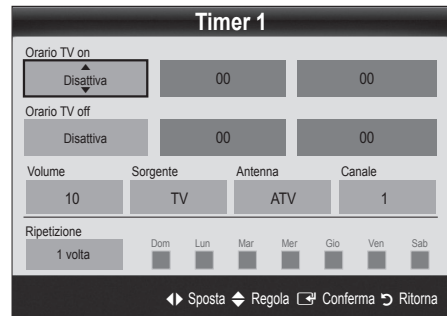 Timer 1
Orario TV on
Disattiva 00 00
Orario TV off
Disattiva 00 00
Volume Sorgente Antenna Canale
10 TV ATV 1
Ripetizione
1 volta Dom Lun Mar Mer Gio Ven Sab
Sposta Regola Conferma Ritorna